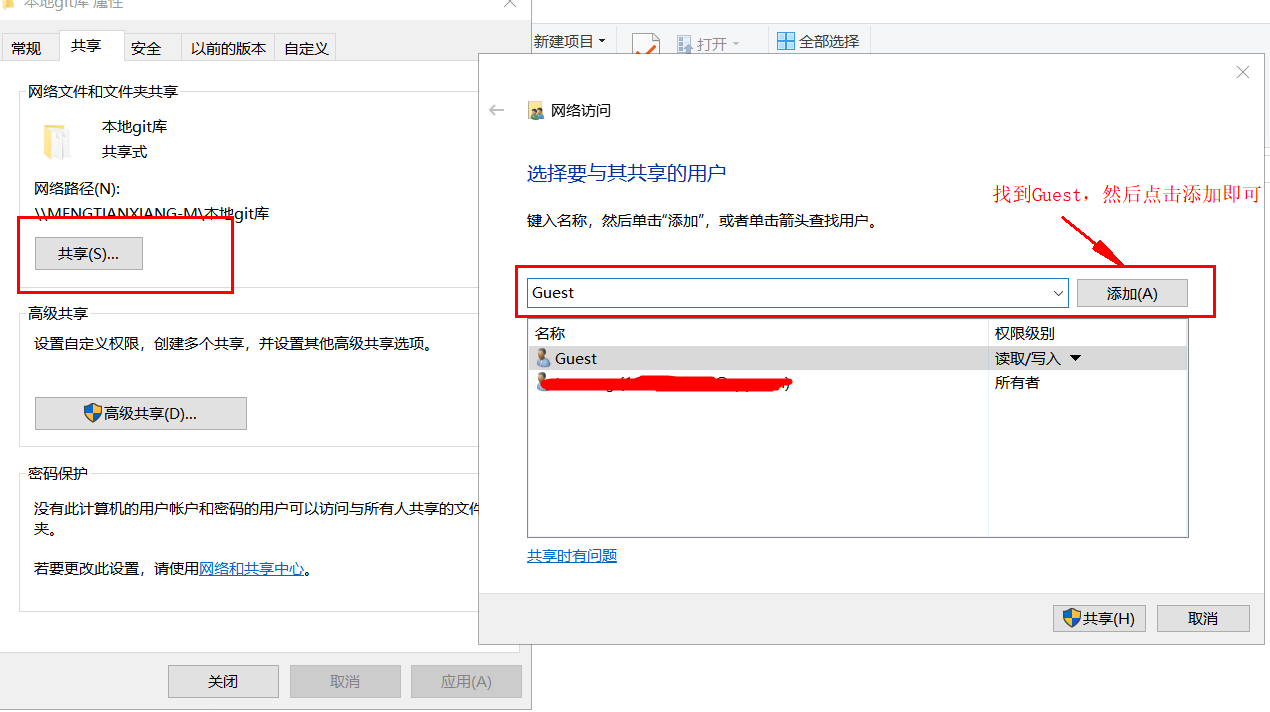 本地git库 属性
常规
共享
安全
以前的版本
自定义
网络文件和文件夹共享
本地git库
共享式
网络路径(N):
\\MENGTIANXIANG-M\本地git库
共享(S)...
高级共享
设置自定义权限，创建多个共享，并设置其他高级共享选项。
高级共享(D)...
密码保护
没有此计算机的用户帐户和密码的用户可以访问与所有人共享的文件
夹。
若要更改此设置，请使用网络和共享中心。
关闭
取消
应用(A)
新建项目
打开
全部选择
网络访问
选择要与其共享的用户
找到Guest，然后点击添加即可
键入名称，然后单击“添加”，或者单击箭头查找用户。
Guest
添加(A)
名称
权限级别
Guest
读取/写入
所有者
共享时有问题
共享(H)
取消